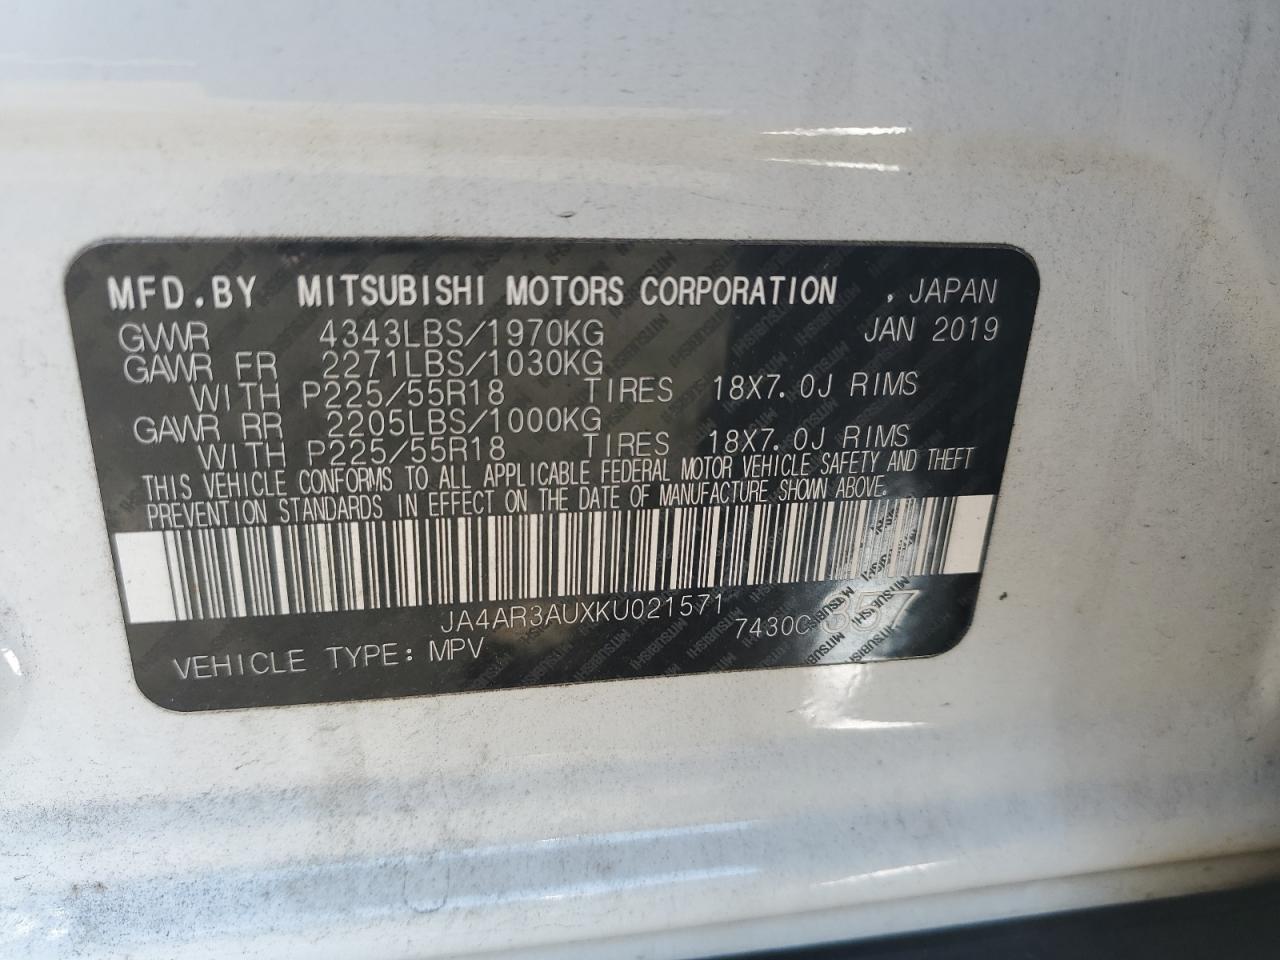 MFD.BY MITSUBISHI MOTORS CORPORATION , JAPAN
GVWR 4343LBS/1970KG JAN 2019
GAWR FR 2271LBS/1030KG
WITH P225/55R18 TIRES 18X7.0J RIMS
GAWR RR 2205LBS/1000KG
WITH P225/55R18 TIRES 18X7.0J RIMS
THIS VEHICLE CONFORMS TO ALL APPLICABLE FEDERAL MOTOR VEHICLE SAFETY AND THEFT
PREVENTION STANDARDS IN EFFECT ON THE DATE OF MANUFACTURE SHOWN ABOVE.
JA4AR3AUXKU021571
7430C857
VEHICLE TYPE: MPV